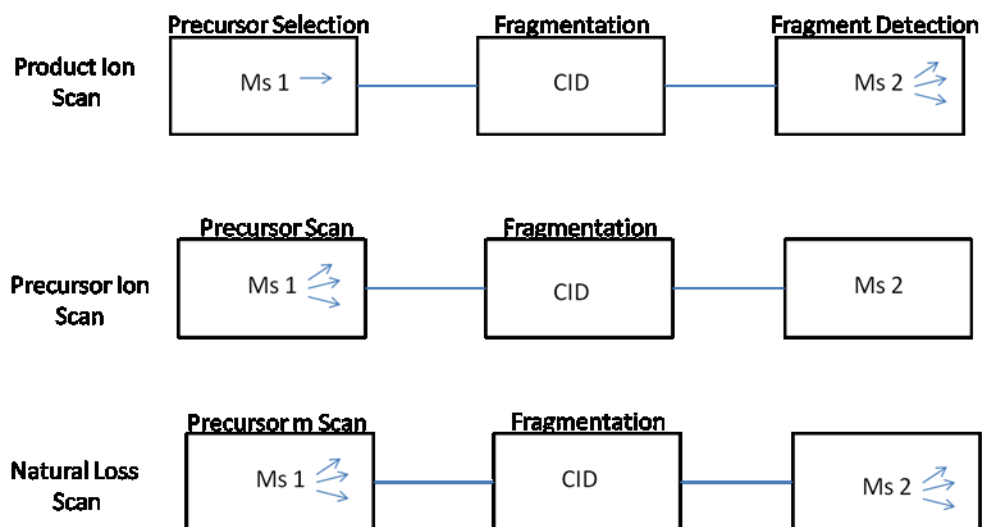 Precursor Selection Fragmentation Fragment Detection
Product Ion
Scan
Ms 1 CID Ms 2
Precursor Scan Fragmentation
Precursor Ion
Scan
Ms 1 CID Ms 2
Precursor m Scan Fragmentation
Natural Loss
Scan
Ms 1 CID Ms 2